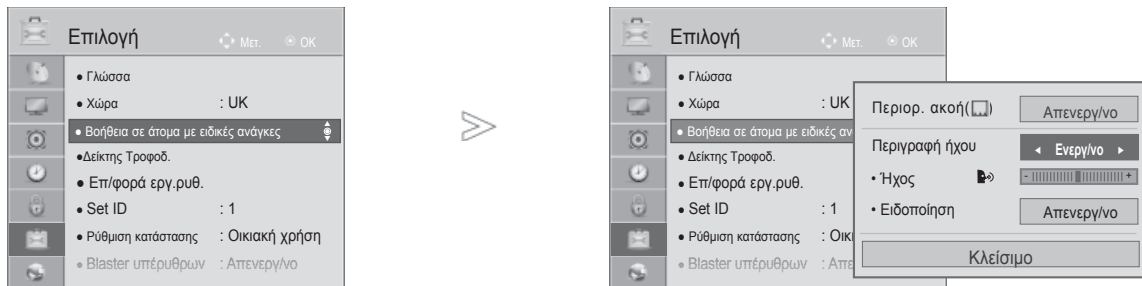 Επιλογή Μετ. OK
● Γλώσσα
● Χώρα : UK
● Βοήθεια σε άτομα με ειδικές ανάγκες
●Δείκτης Τροφοδ.
● Επ/φορά εργ.ρυθ.
● Set ID : 1
● Ρύθμιση κατάστασης : Οικιακή χρήση
● Blaster υπέρυθρων : Απενεργ/νο
Επιλογή Μετ. OK
● Γλώσσα
● Χώρα : UK
● Βοήθεια σε άτομα με ειδικές αν
● Δείκτης Τροφοδ.
● Επ/φορά εργ.ρυθ.
● Set ID : 1
● Ρύθμιση κατάστασης : Οικι
● Blaster υπέρυθρων : Απε
Περιορ. ακοή( ) Απενεργ/νο
Περιγραφή ήχου ◄ Ενεργ/νο ►
• Ήχος - +
• Ειδοποίηση Απενεργ/νο
Κλείσιμο